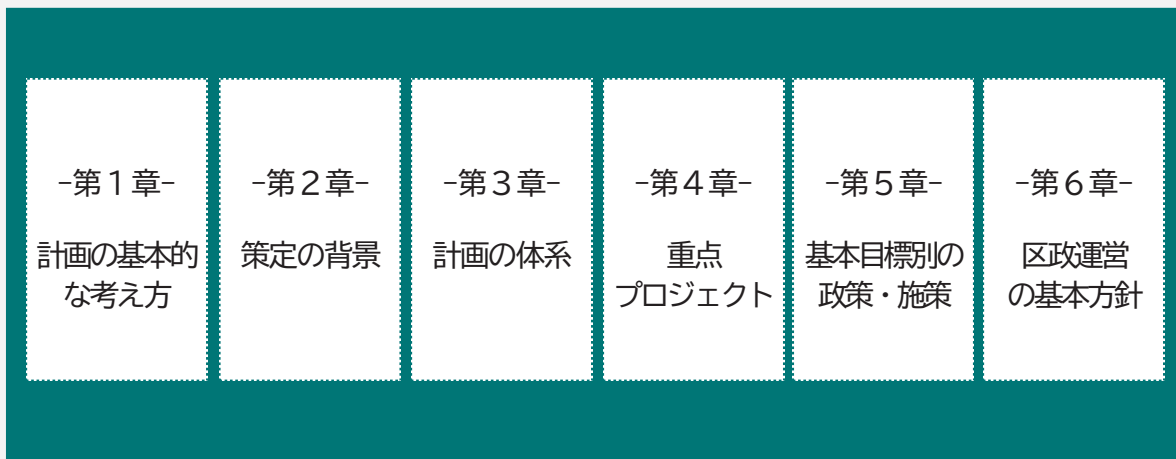 -第１章-
計画の基本的
な考え方
-第２章-
策定の背景
-第３章-
計画の体系
-第４章-
重点
プロジェクト
-第５章-
基本目標別の
政策・施策
-第６章-
区政運営
の基本方針